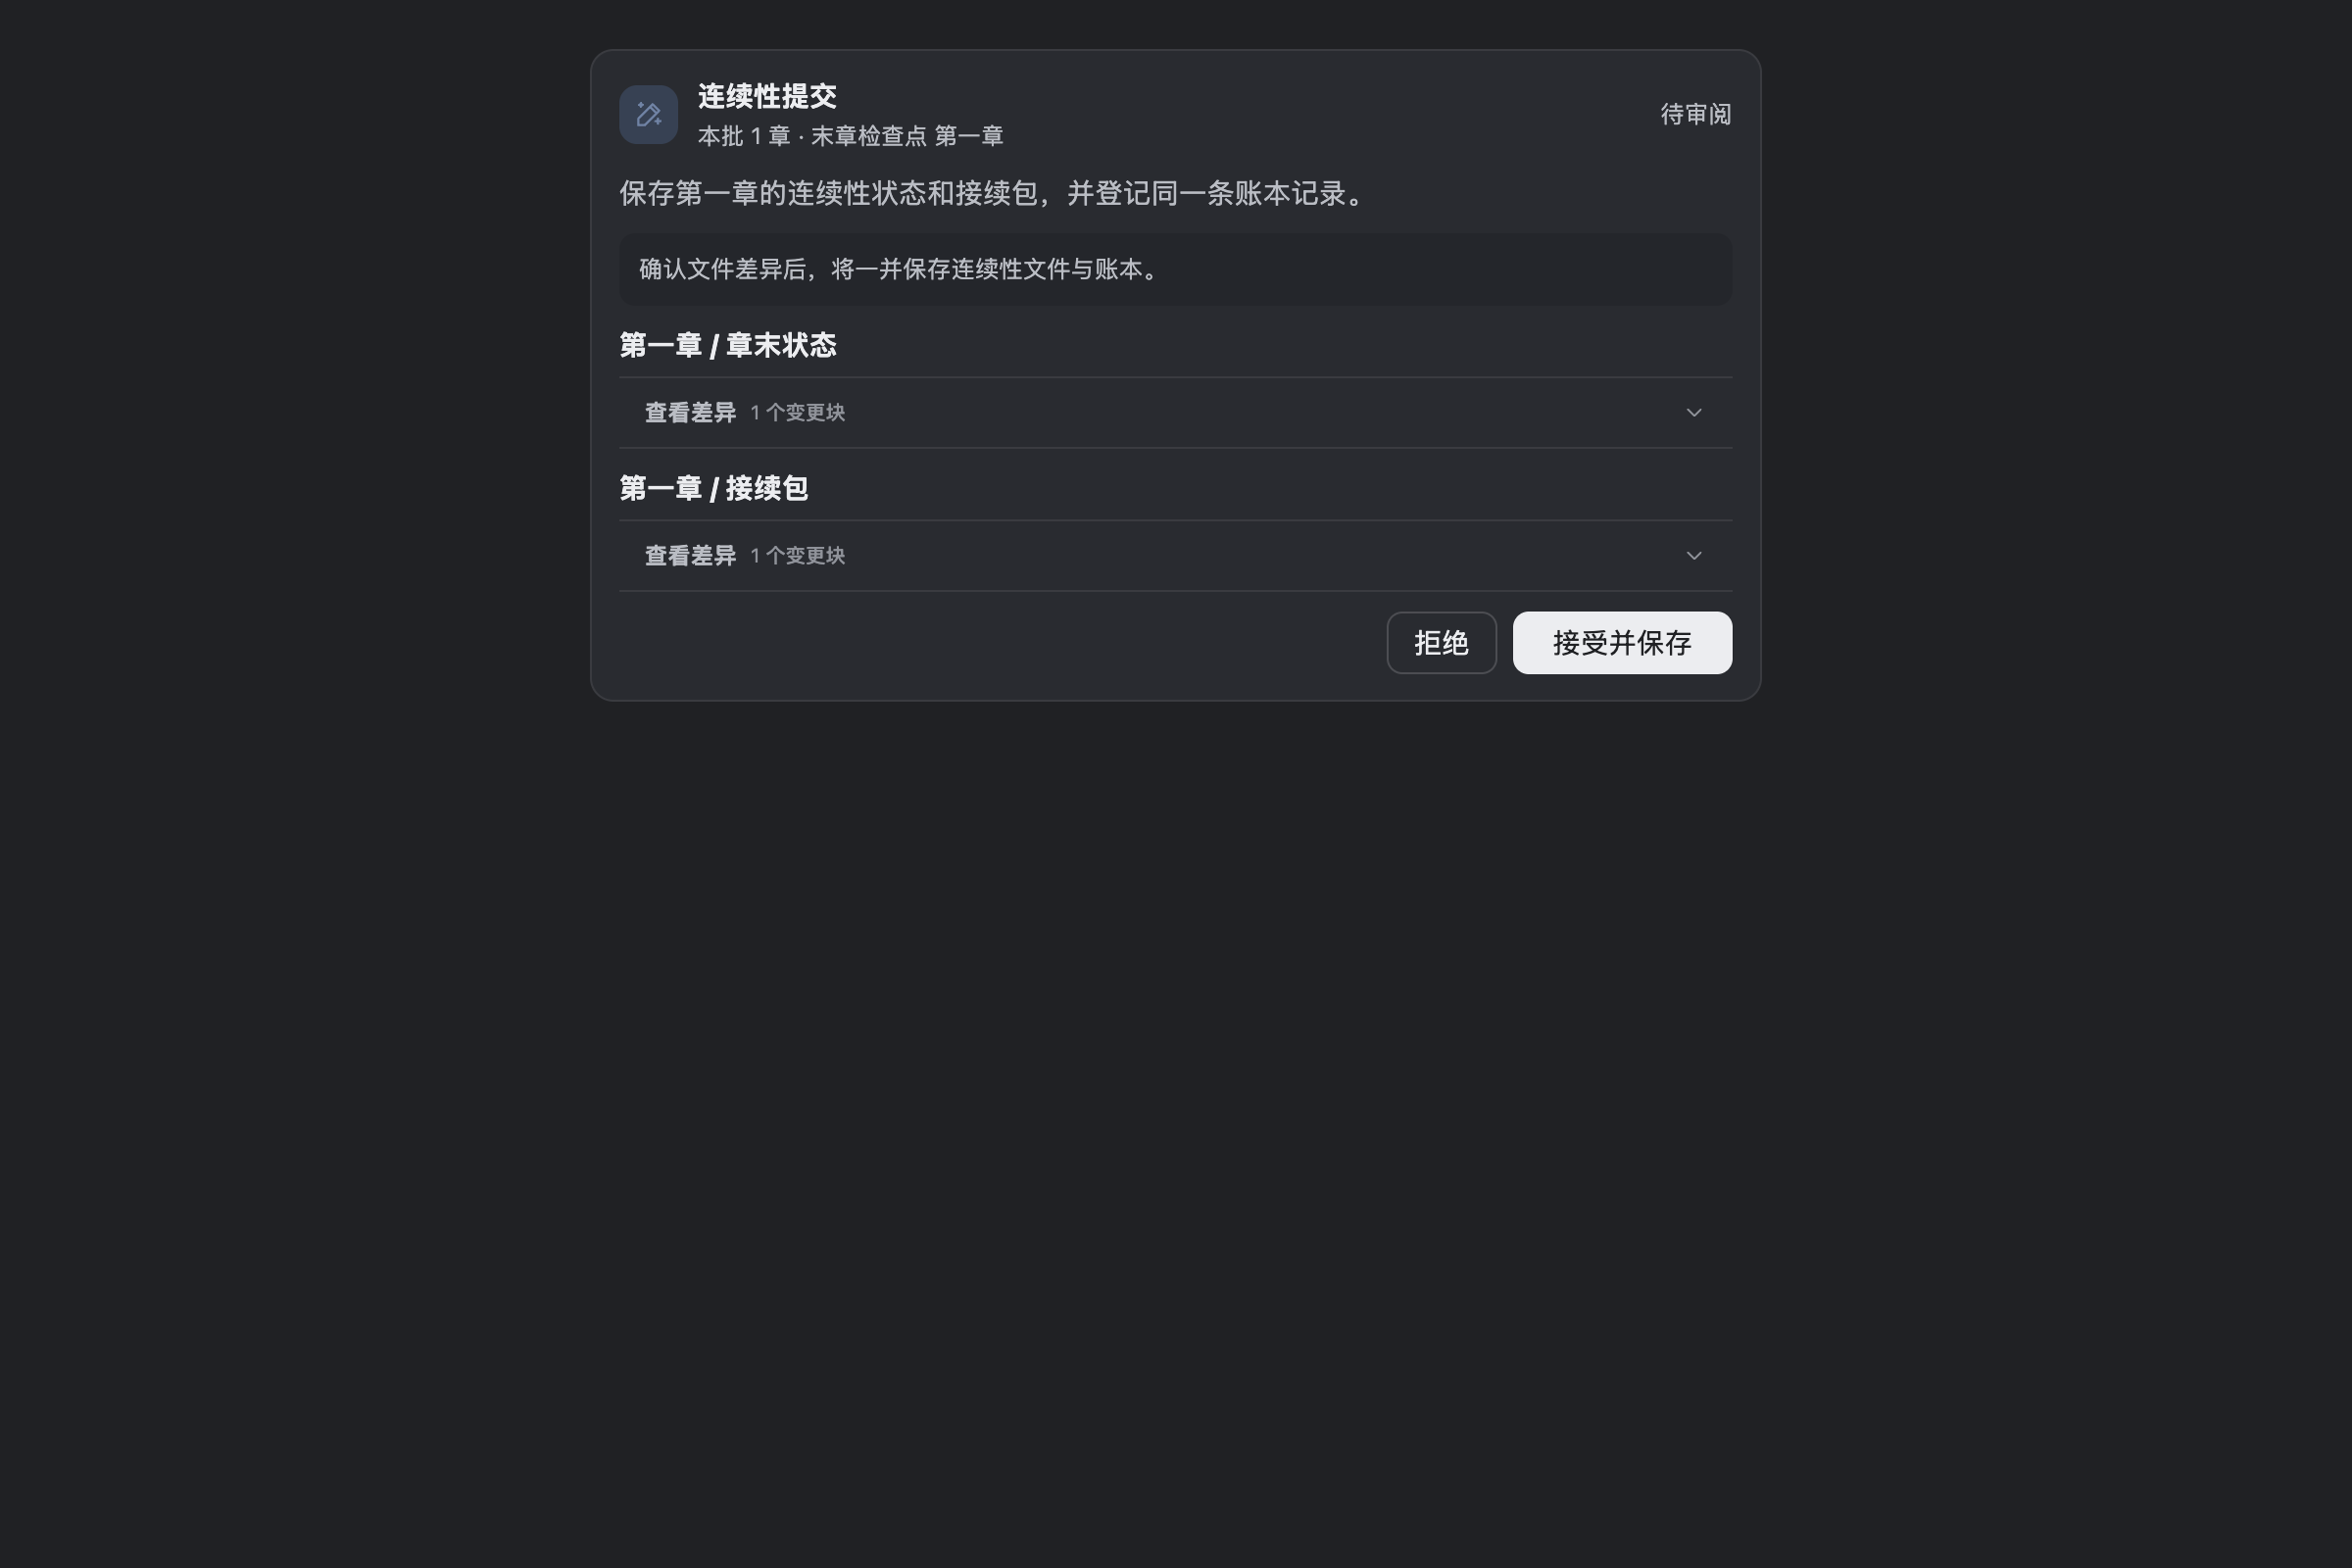 连续性提交
本批 1 章 · 末章检查点 第一章
待审阅
保存第一章的连续性状态和接续包，并登记同一条账本记录。
确认文件差异后，将一并保存连续性文件与账本。
第一章 / 章末状态
查看差异 1 个变更块
第一章 / 接续包
查看差异 1 个变更块
拒绝 接受并保存